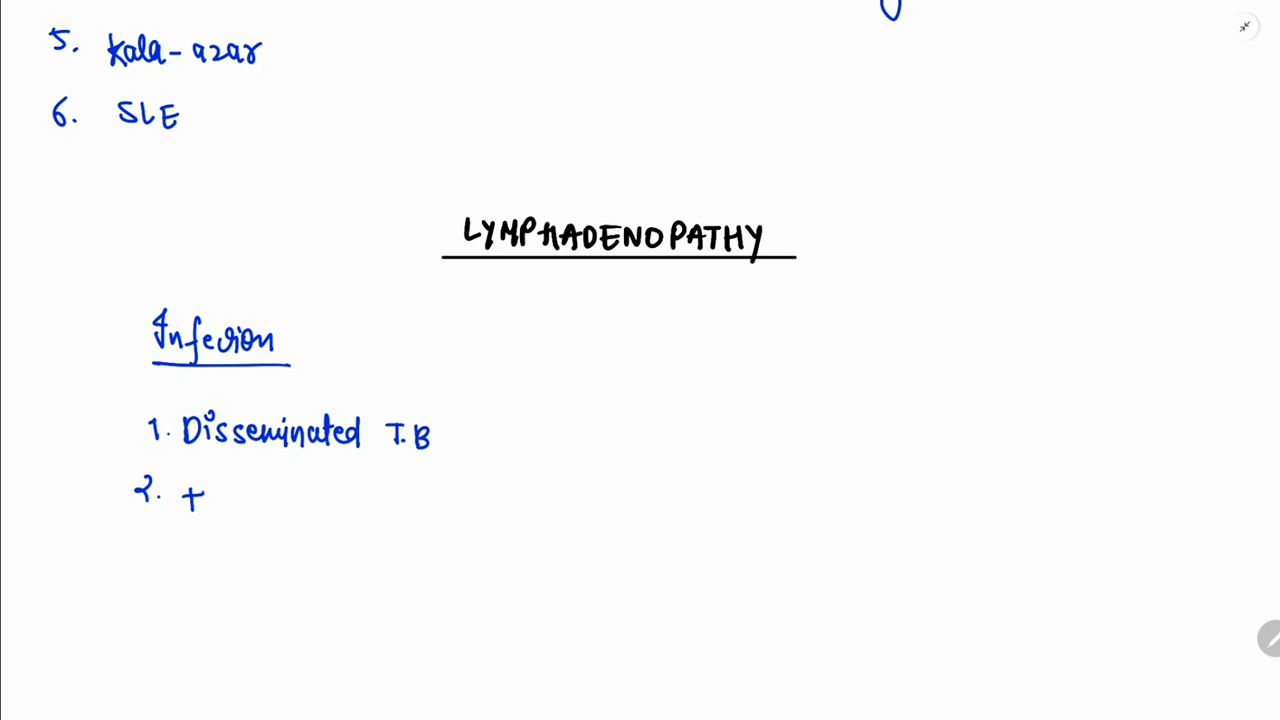 5. Kala-azar
6. SLE
LYMPHADENOPATHY
Infection
1. Disseminated T.B
2. +